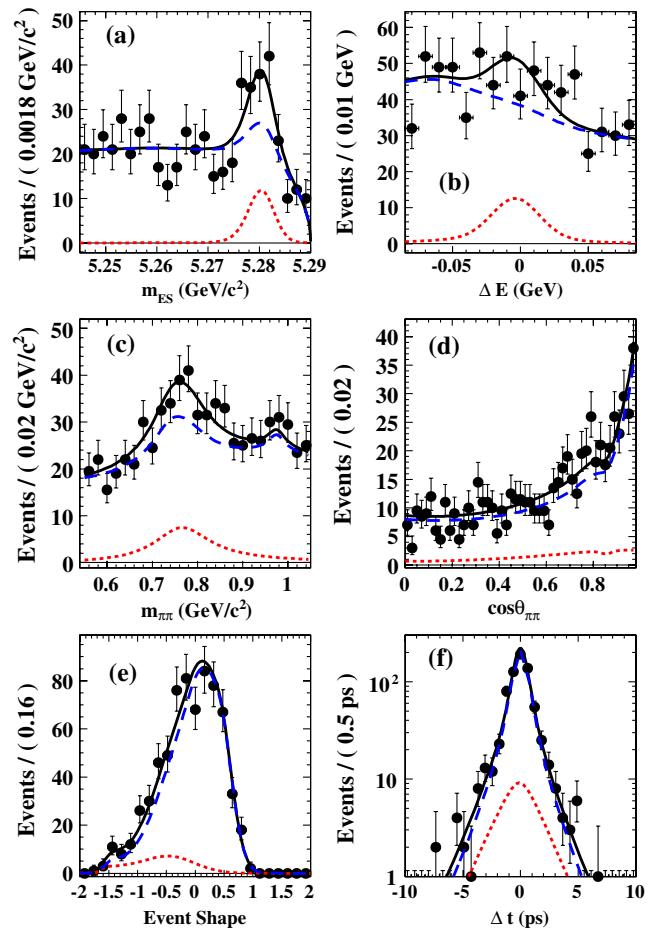 (a)
Events / ( 0.0018 GeV/c² )
0 10 20 30 40 50
5.25 5.26 5.27 5.28 5.29
m_ES (GeV/c²)
(b)
Events / ( 0.01 GeV )
0 10 20 30 40 50 60
-0.05 0 0.05
Δ E (GeV)
(c)
Events / ( 0.02 GeV/c² )
0 10 20 30 40 50
0.6 0.7 0.8 0.9 1
m_ππ (GeV/c²)
(d)
Events / ( 0.02 )
0 5 10 15 20 25 30 35 40
0 0.2 0.4 0.6 0.8 1
cosθ_ππ
(e)
Events / ( 0.16 )
0 20 40 60 80
-2 -1.5 -1 -0.5 0 0.5 1 1.5 2
Event Shape
(f)
Events / ( 0.5 ps )
1 10 10²
-10 -5 0 5 10
Δ t (ps)